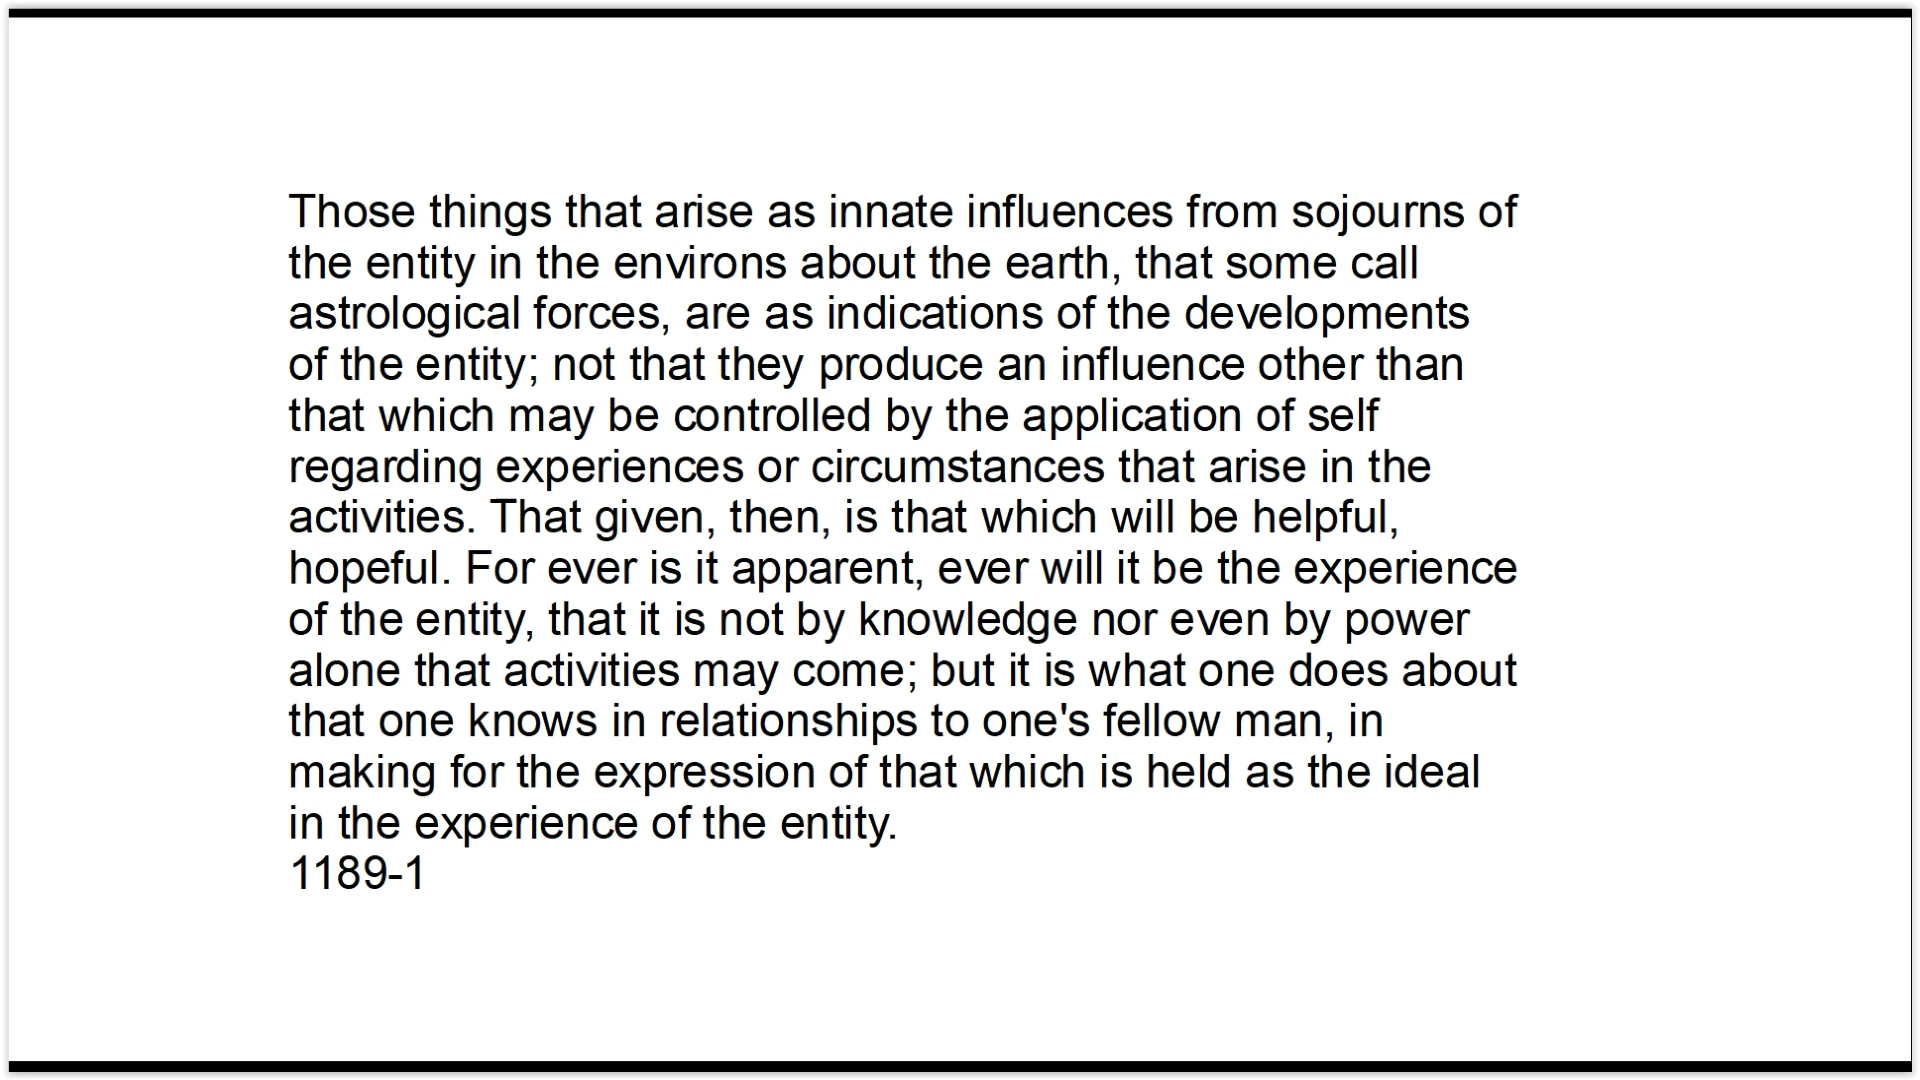 Those things that arise as innate influences from sojourns of
the entity in the environs about the earth, that some call
astrological forces, are as indications of the developments
of the entity; not that they produce an influence other than
that which may be controlled by the application of self
regarding experiences or circumstances that arise in the
activities. That given, then, is that which will be helpful,
hopeful. For ever is it apparent, ever will it be the experience
of the entity, that it is not by knowledge nor even by power
alone that activities may come; but it is what one does about
that one knows in relationships to one's fellow man, in
making for the expression of that which is held as the ideal
in the experience of the entity.
1189-1